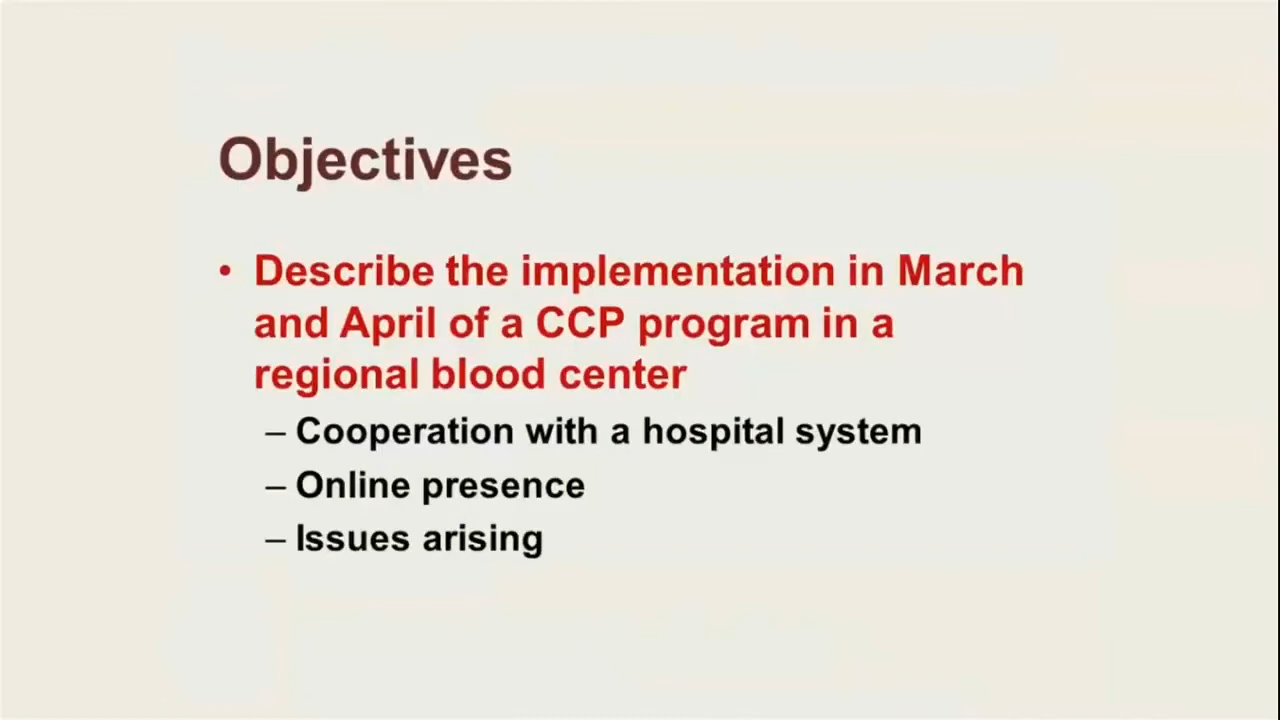 Objectives
• Describe the implementation in March
and April of a CCP program in a
regional blood center
– Cooperation with a hospital system
– Online presence
– Issues arising